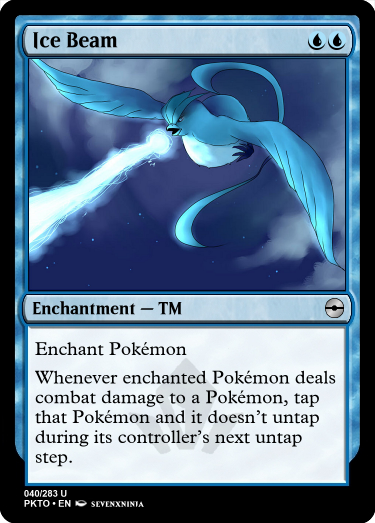 Ice Beam
Enchantment — TM
Enchant Pokémon
Whenever enchanted Pokémon deals
combat damage to a Pokémon, tap
that Pokémon and it doesn't untap
during its controller's next untap
step.
040/283 U
PKTO • EN SEVENXNINJA